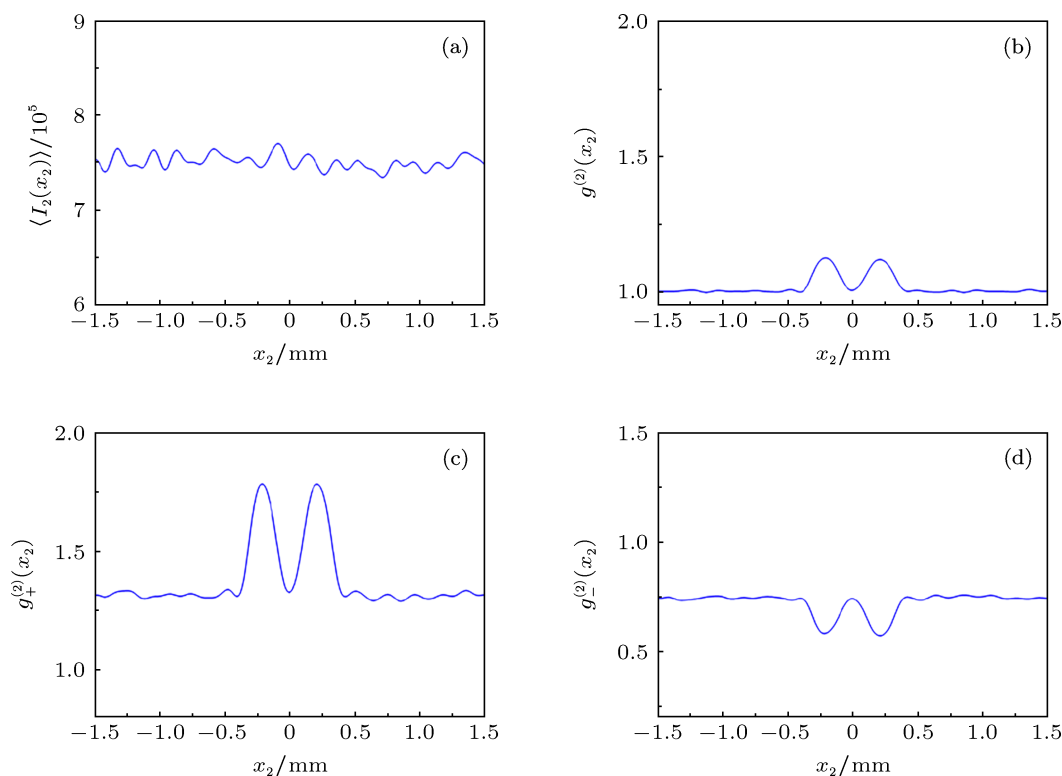 (a)
9
8
7
6
⟨I₂(x₂)⟩/10⁵
−1.5 −1.0 −0.5 0 0.5 1.0 1.5
x₂/mm
(b)
2.0
1.5
1.0
g⁽²⁾(x₂)
−1.5 −1.0 −0.5 0 0.5 1.0 1.5
x₂/mm
(c)
2.0
1.5
1.0
g₊⁽²⁾(x₂)
−1.5 −1.0 −0.5 0 0.5 1.0 1.5
x₂/mm
(d)
1.5
1.0
0.5
g₋⁽²⁾(x₂)
−1.5 −1.0 −0.5 0 0.5 1.0 1.5
x₂/mm